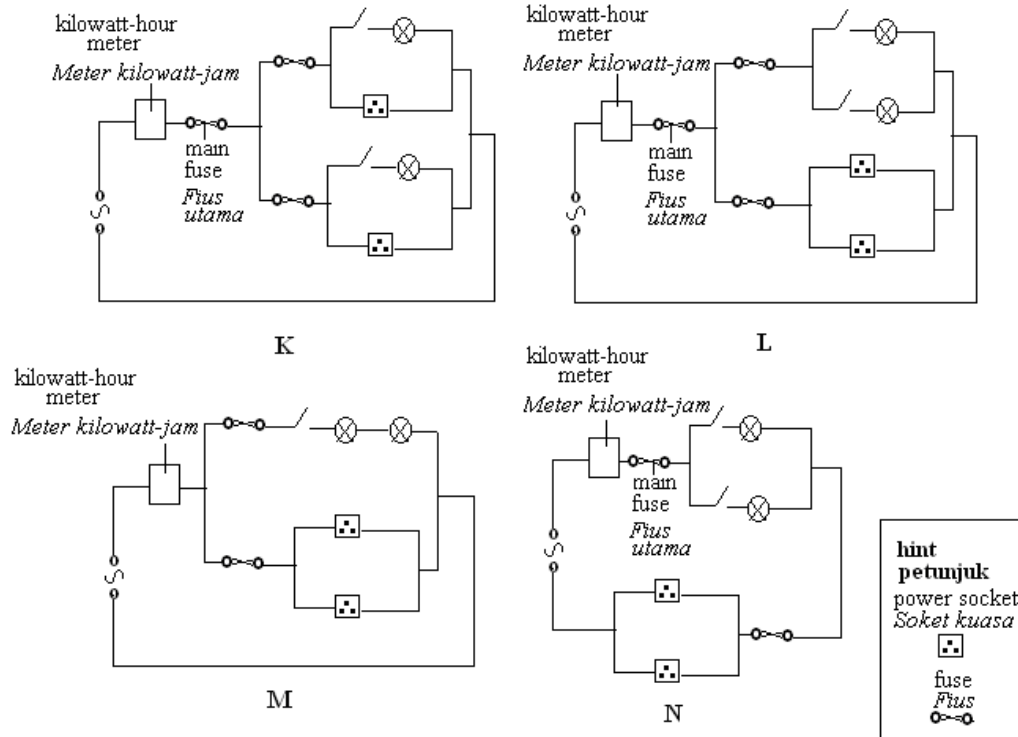 kilowatt-hour
meter
Meter kilowatt-jam
main
fuse
Fius
utama
K
kilowatt-hour
meter
Meter kilowatt-jam
main
fuse
Fius
utama
L
kilowatt-hour
meter
Meter kilowatt-jam
M
kilowatt-hour
meter
Meter kilowatt-jam
main
fuse
Fius
utama
N
hint
petunjuk
power socket
Soket kuasa
fuse
Fius